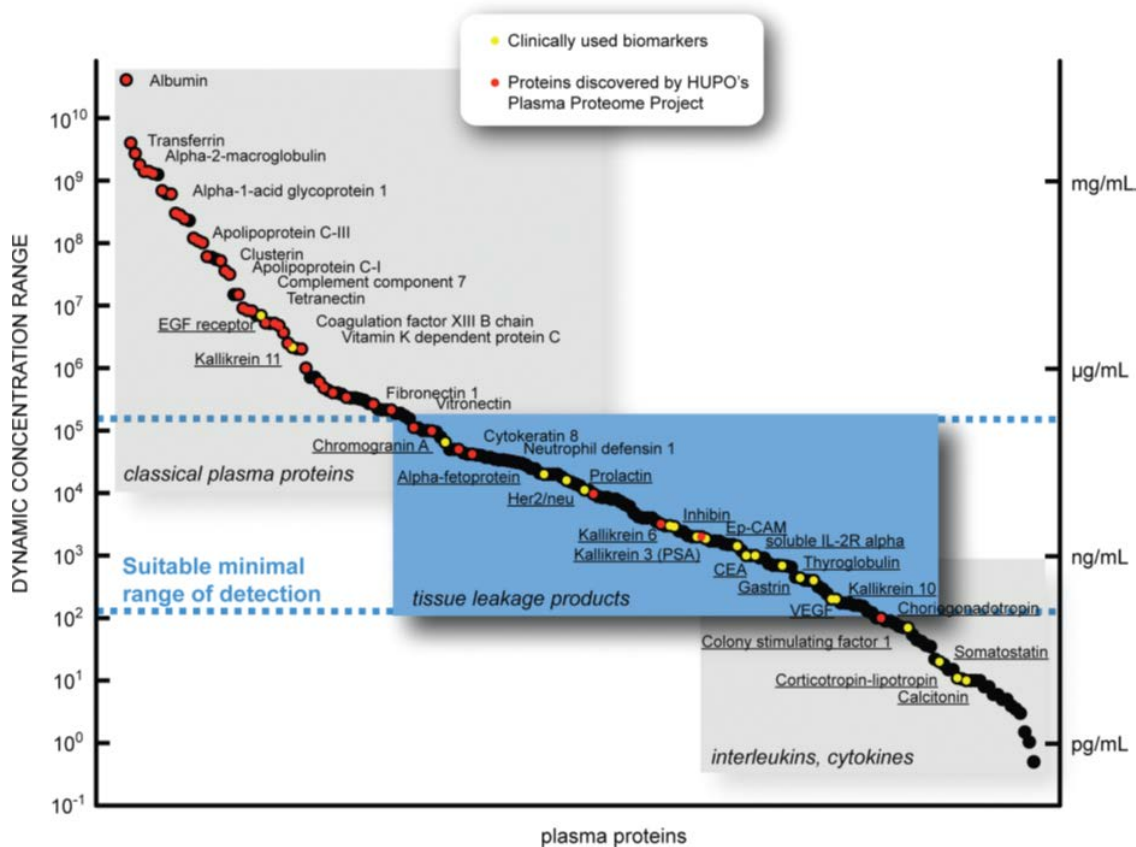 Clinically used biomarkers
Proteins discovered by HUPO's
Plasma Proteome Project
DYNAMIC CONCENTRATION RANGE
10^10
10^9
10^8
10^7
10^6
10^5
10^4
10^3
10^2
10^1
10^0
10^-1
Albumin
Transferrin
Alpha-2-macroglobulin
Alpha-1-acid glycoprotein 1
Apolipoprotein C-III
Clusterin
Apolipoprotein C-I
Complement component 7
Tetranectin
EGF receptor
Coagulation factor XIII B chain
Vitamin K dependent protein C
Kallikrein 11
Fibronectin 1
Vitronectin
Chromogranin A
Cytokeratin 8
Neutrophil defensin 1
classical plasma proteins
Alpha-fetoprotein
Prolactin
Her2/neu
Inhibin
Kallikrein 6
Ep-CAM
Kallikrein 3 (PSA)
soluble IL-2R alpha
CEA
Thyroglobulin
Gastrin
Kallikrein 10
VEGF
Choriogonadotropin
Suitable minimal
range of detection
tissue leakage products
Colony stimulating factor 1
Somatostatin
Corticotropin-lipotropin
Calcitonin
interleukins, cytokines
mg/mL
µg/mL
ng/mL
pg/mL
plasma proteins